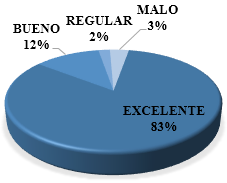 MALO
3%
REGULAR
2%
BUENO
12%
EXCELENTE
83%